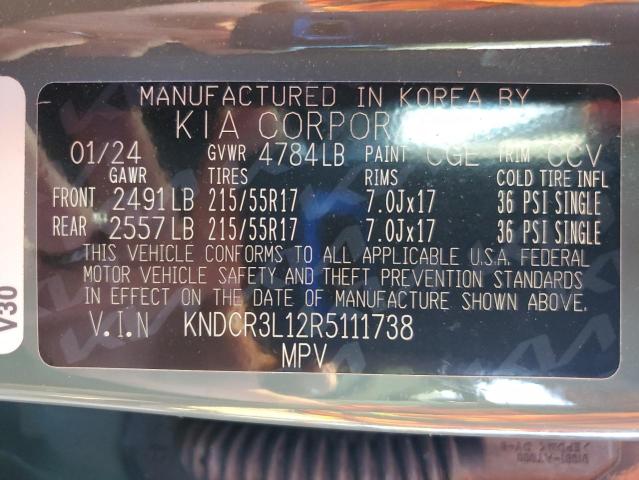 MANUFACTURED IN KOREA BY
KIA CORPOR
01/24 GVWR 4784LB PAINT CGE TRIM CCV
GAWR TIRES RIMS COLD TIRE INFL
FRONT 2491LB 215/55R17 7.0Jx17 36 PSI SINGLE
REAR 2557LB 215/55R17 7.0Jx17 36 PSI SINGLE
THIS VEHICLE CONFORMS TO ALL APPLICABLE U.S.A. FEDERAL
MOTOR VEHICLE SAFETY AND THEFT PREVENTION STANDARDS
IN EFFECT ON THE DATE OF MANUFACTURE SHOWN ABOVE.
V.I.N KNDCR3L12R5111738
MPV
V30